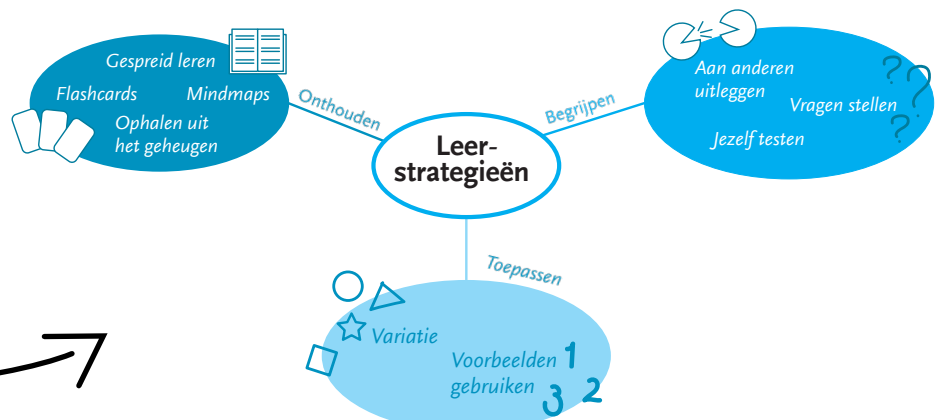 Gespreid leren
Flashcards
Mindmaps
Ophalen uit
het geheugen
Onthouden
Leer-
strategieën
Begrijpen
Aan anderen
uitleggen
Vragen stellen
Jezelf testen
? ? ?
Toepassen
Variatie
Voorbeelden
gebruiken
1
3 2